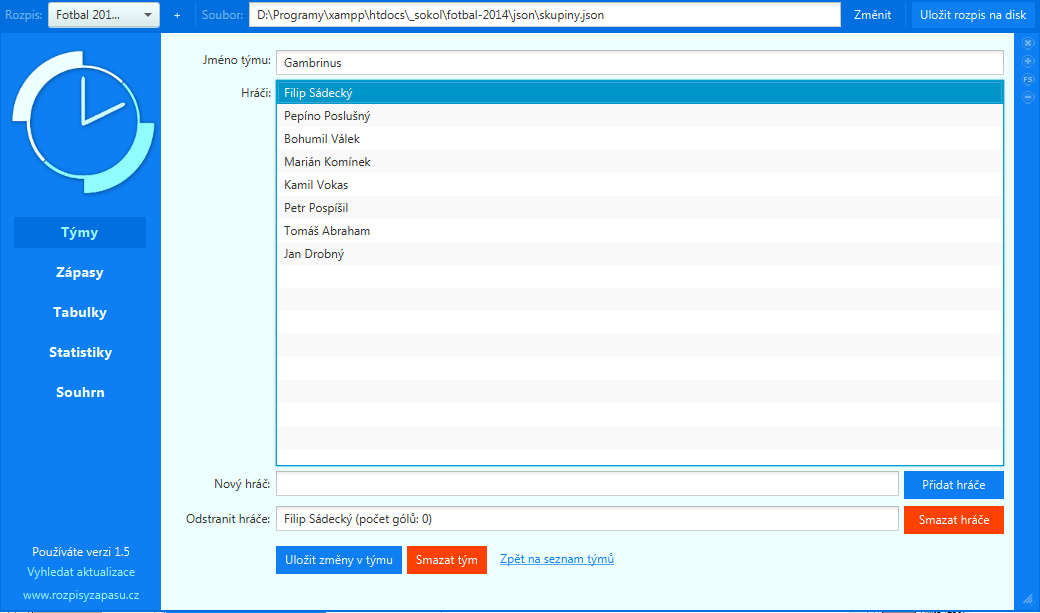 Rozpis: Fotbal 201... + Soubor: D:\Programy\xampp\htdocs\_sokol\fotbal-2014\json\skupiny.json Změnit Uložit rozpis na disk
FS
Týmy
Zápasy
Tabulky
Statistiky
Souhrn
Používáte verzi 1.5
Vyhledat aktualizace
www.rozpisyzapasu.cz
Jméno týmu: Gambrinus
Hráči: Filip Sádecký
Pepíno Poslušný
Bohumil Válek
Marián Komínek
Kamil Vokas
Petr Pospíšil
Tomáš Abraham
Jan Drobný
Nový hráč: Přidat hráče
Odstranit hráče: Filip Sádecký (počet gólů: 0) Smazat hráče
Uložit změny v týmu Smazat tým Zpět na seznam týmů